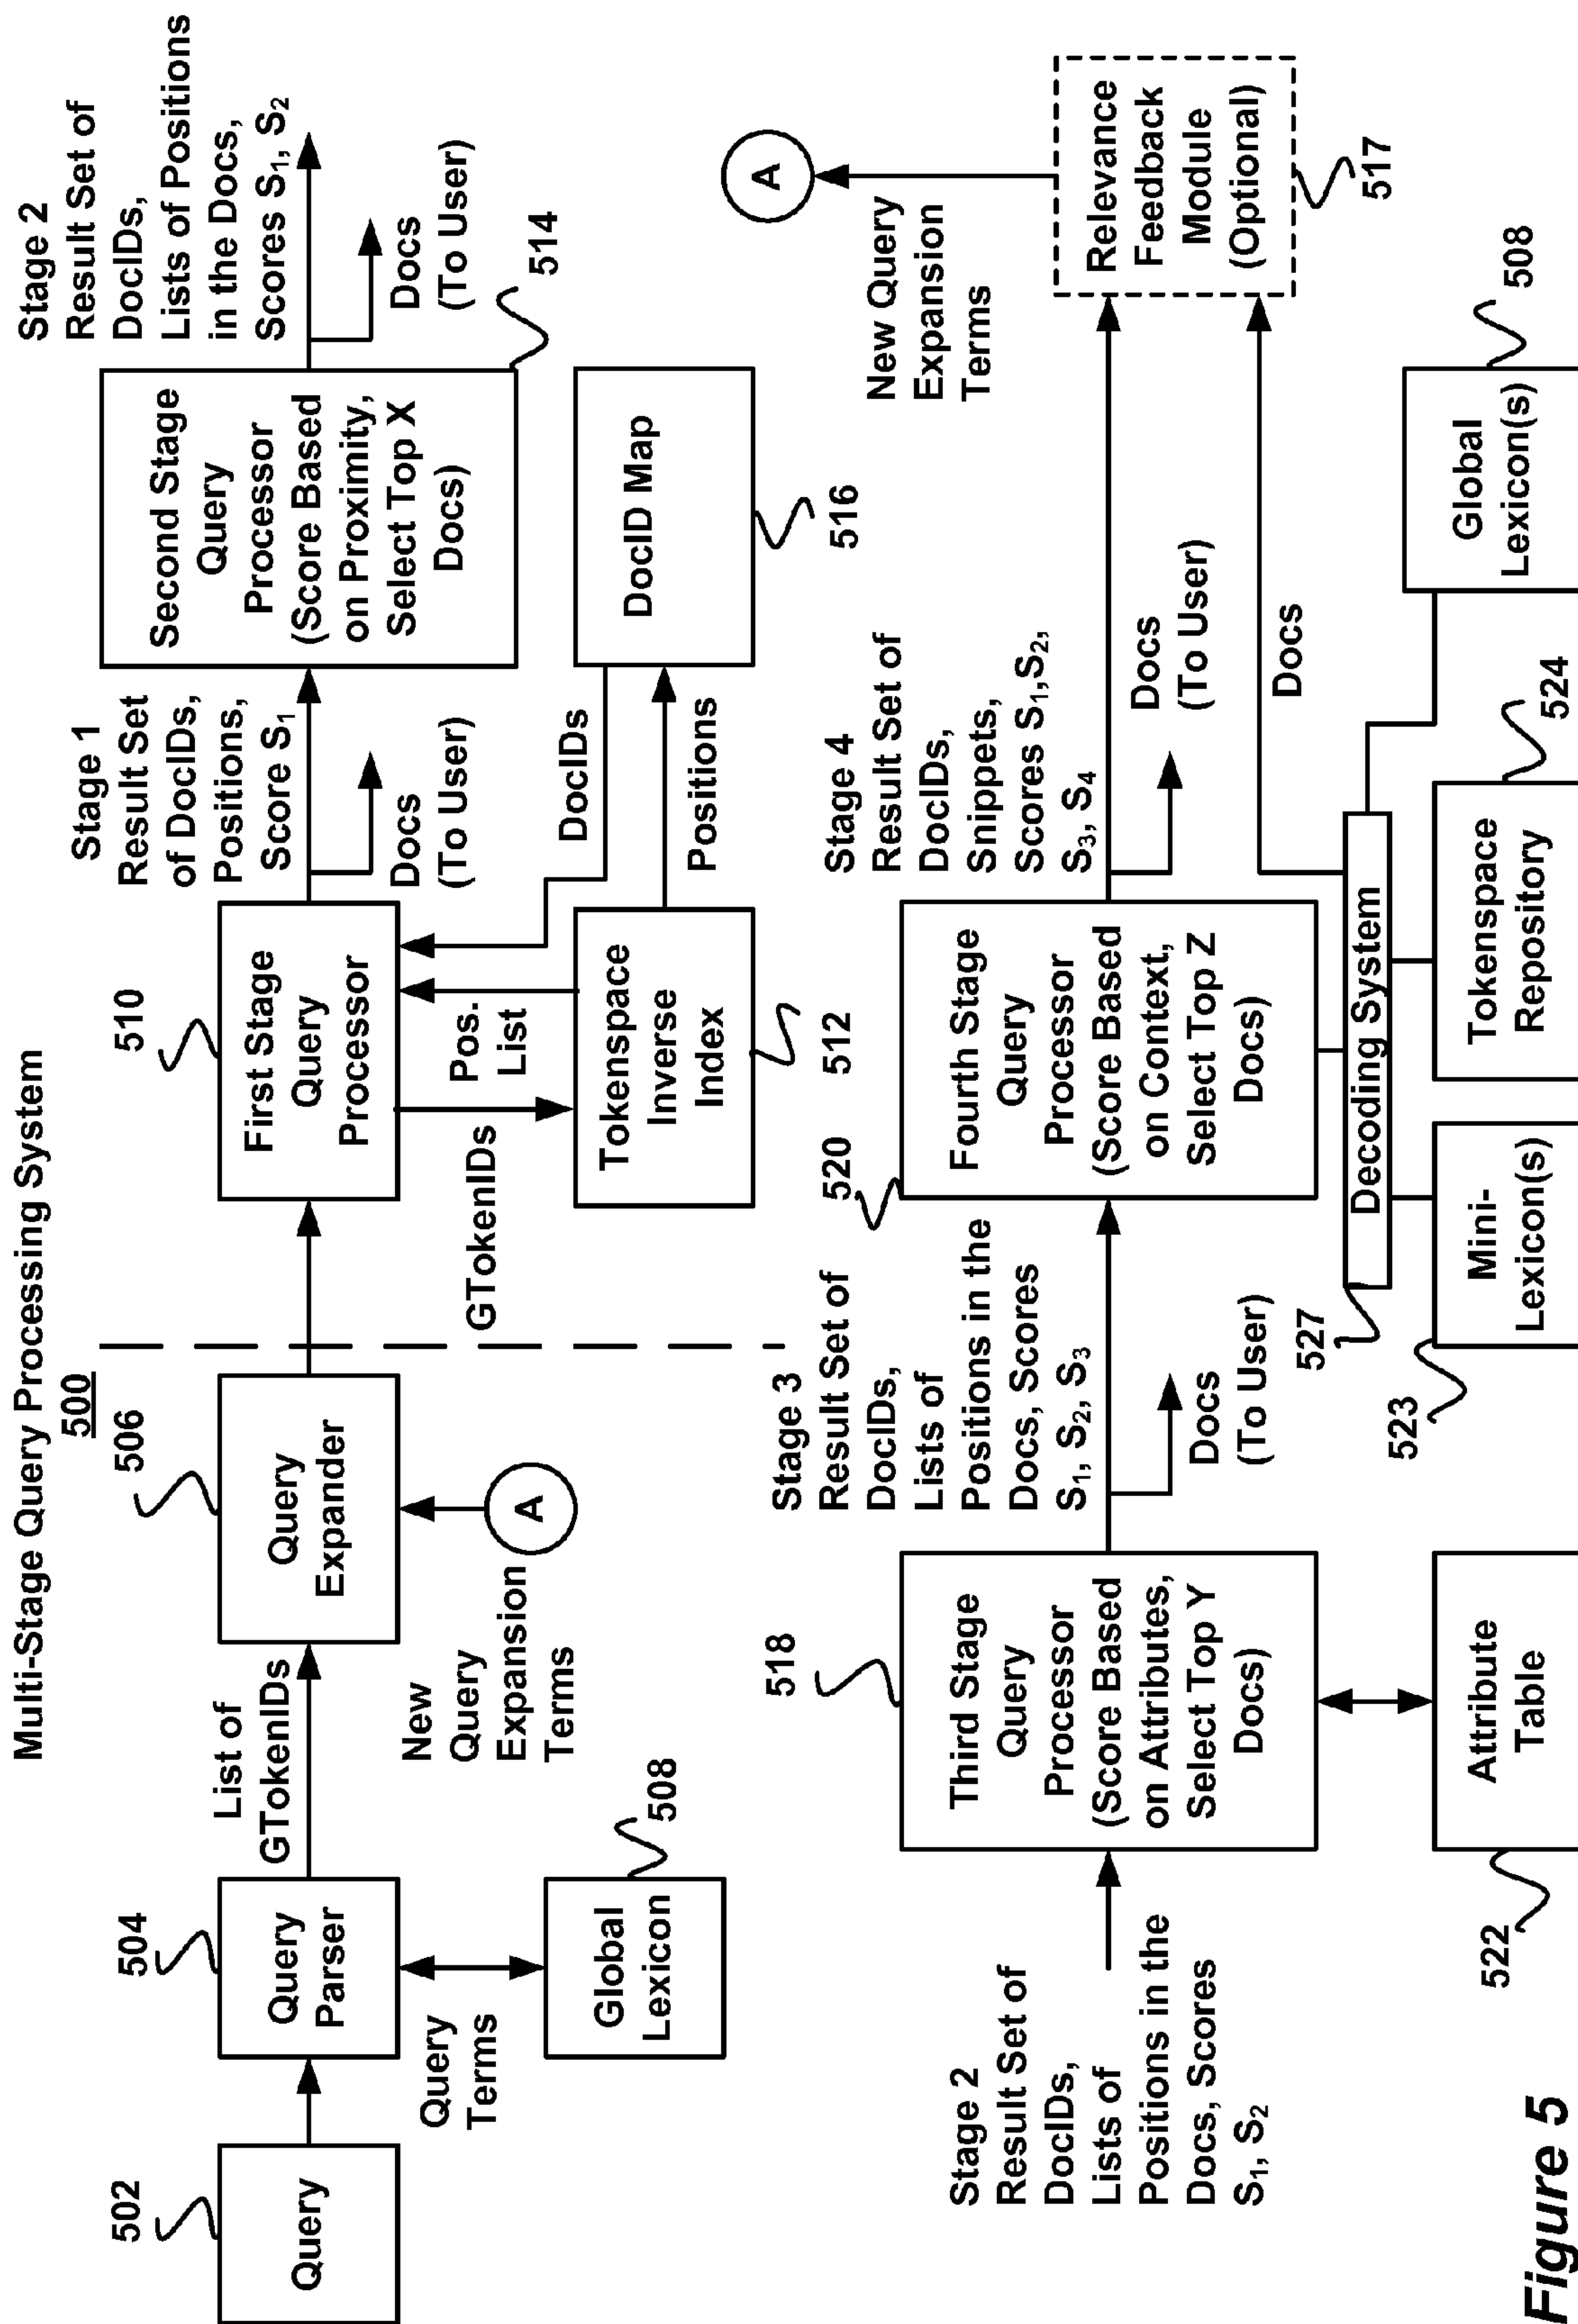 Multi-Stage Query Processing System
500
502
Query
504
Query
Parser
Query
Terms
508
Global
Lexicon
List of
GTokenIDs
506
Query
Expander
New
Query
Expansion
Terms
A
510
First Stage
Query
Processor
GTokenIDs
Pos.
List
Tokenspace
Inverse
Index
512
Stage 1
Result Set
of DocIDs,
Positions,
Score S₁
Docs
(To User)
DocIDs
Positions
Second Stage
Query
Processor
(Score Based
on Proximity,
Select Top X
Docs)
514
DocID Map
516
Stage 2
Result Set of
DocIDs,
Lists of Positions
in the Docs,
Scores S₁, S₂
Docs
(To User)
Stage 2
Result Set of
DocIDs,
Lists of
Positions in the
Docs, Scores
S₁, S₂
518
Third Stage
Query
Processor
(Score Based
on Attributes,
Select Top Y
Docs)
Attribute
Table
522
Stage 3
Result Set of
DocIDs,
Lists of
Positions in the
Docs, Scores
S₁, S₂, S₃
Docs
(To User)
520
Fourth Stage
Query
Processor
(Score Based
on Context,
Select Top Z
Docs)
527
Decoding System
523
Mini-
Lexicon(s)
Tokenspace
Repository
524
Global
Lexicon(s)
508
Stage 4
Result Set of
DocIDs,
Snippets,
Scores S₁,S₂,
S₃, S₄
Docs
(To User)
Docs
New Query
Expansion
Terms
A
Relevance
Feedback
Module
(Optional)
517
Figure 5